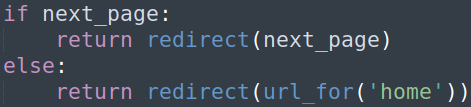 if next_page:
    return redirect(next_page)
else:
    return redirect(url_for('home'))